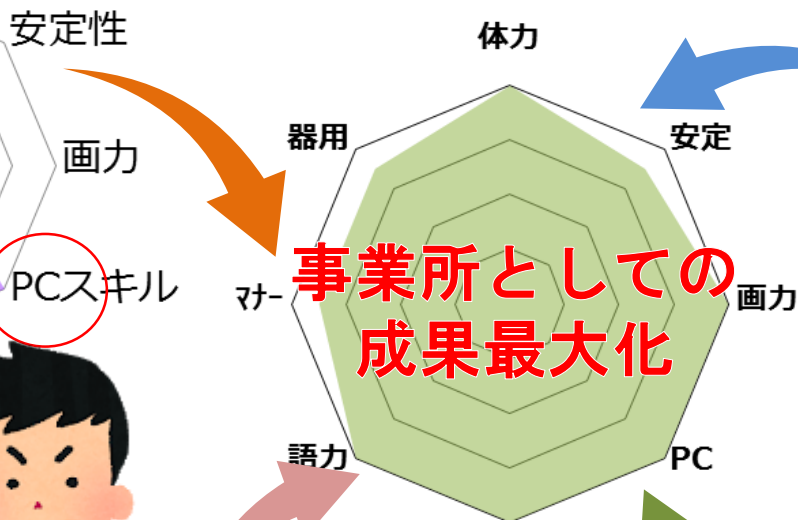 安定性
画力
PCスキル
体力
器用
安定
ﾏﾅｰ
画力
事業所としての
成果最大化
語力
PC